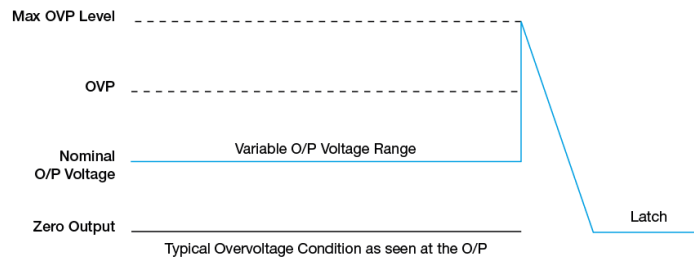 Max OVP Level
OVP
Variable O/P Voltage Range
Nominal
O/P Voltage
Zero Output
Latch
Typical Overvoltage Condition as seen at the O/P